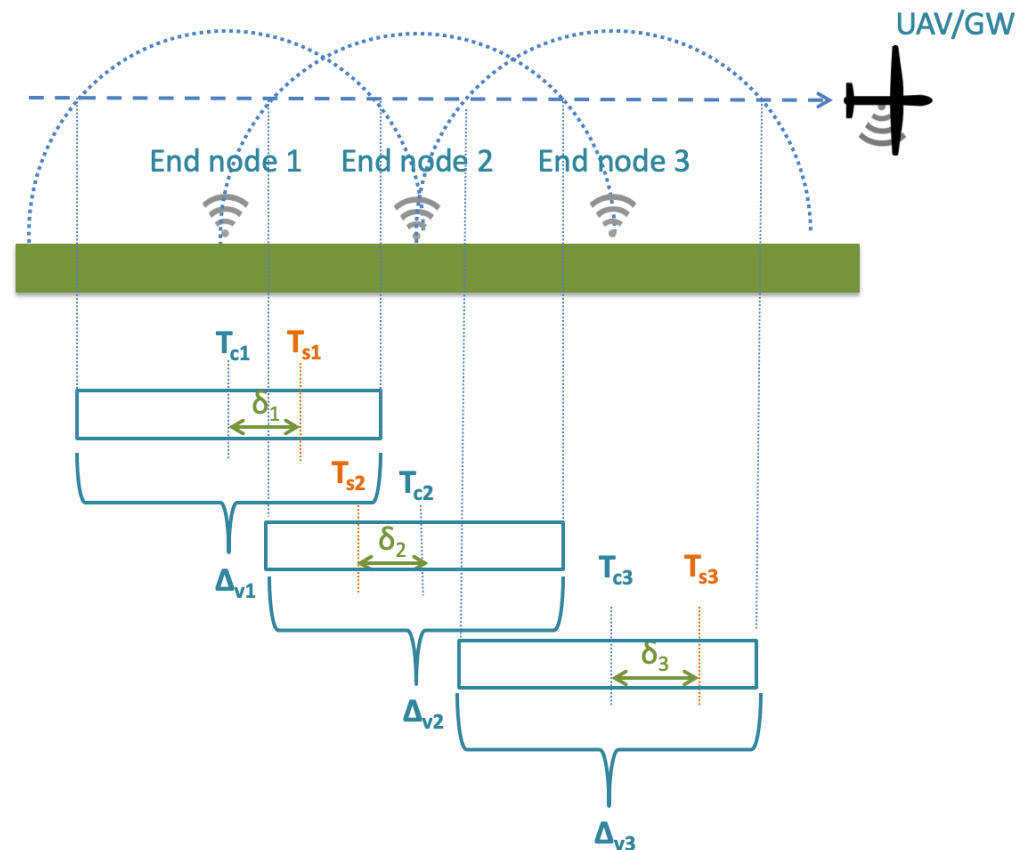 UAV/GW
End node 1 End node 2 End node 3
Tc1 Ts1
δ1
Ts2 Tc2
δ2
Δv1
Tc3 Ts3
δ3
Δv2
Δv3